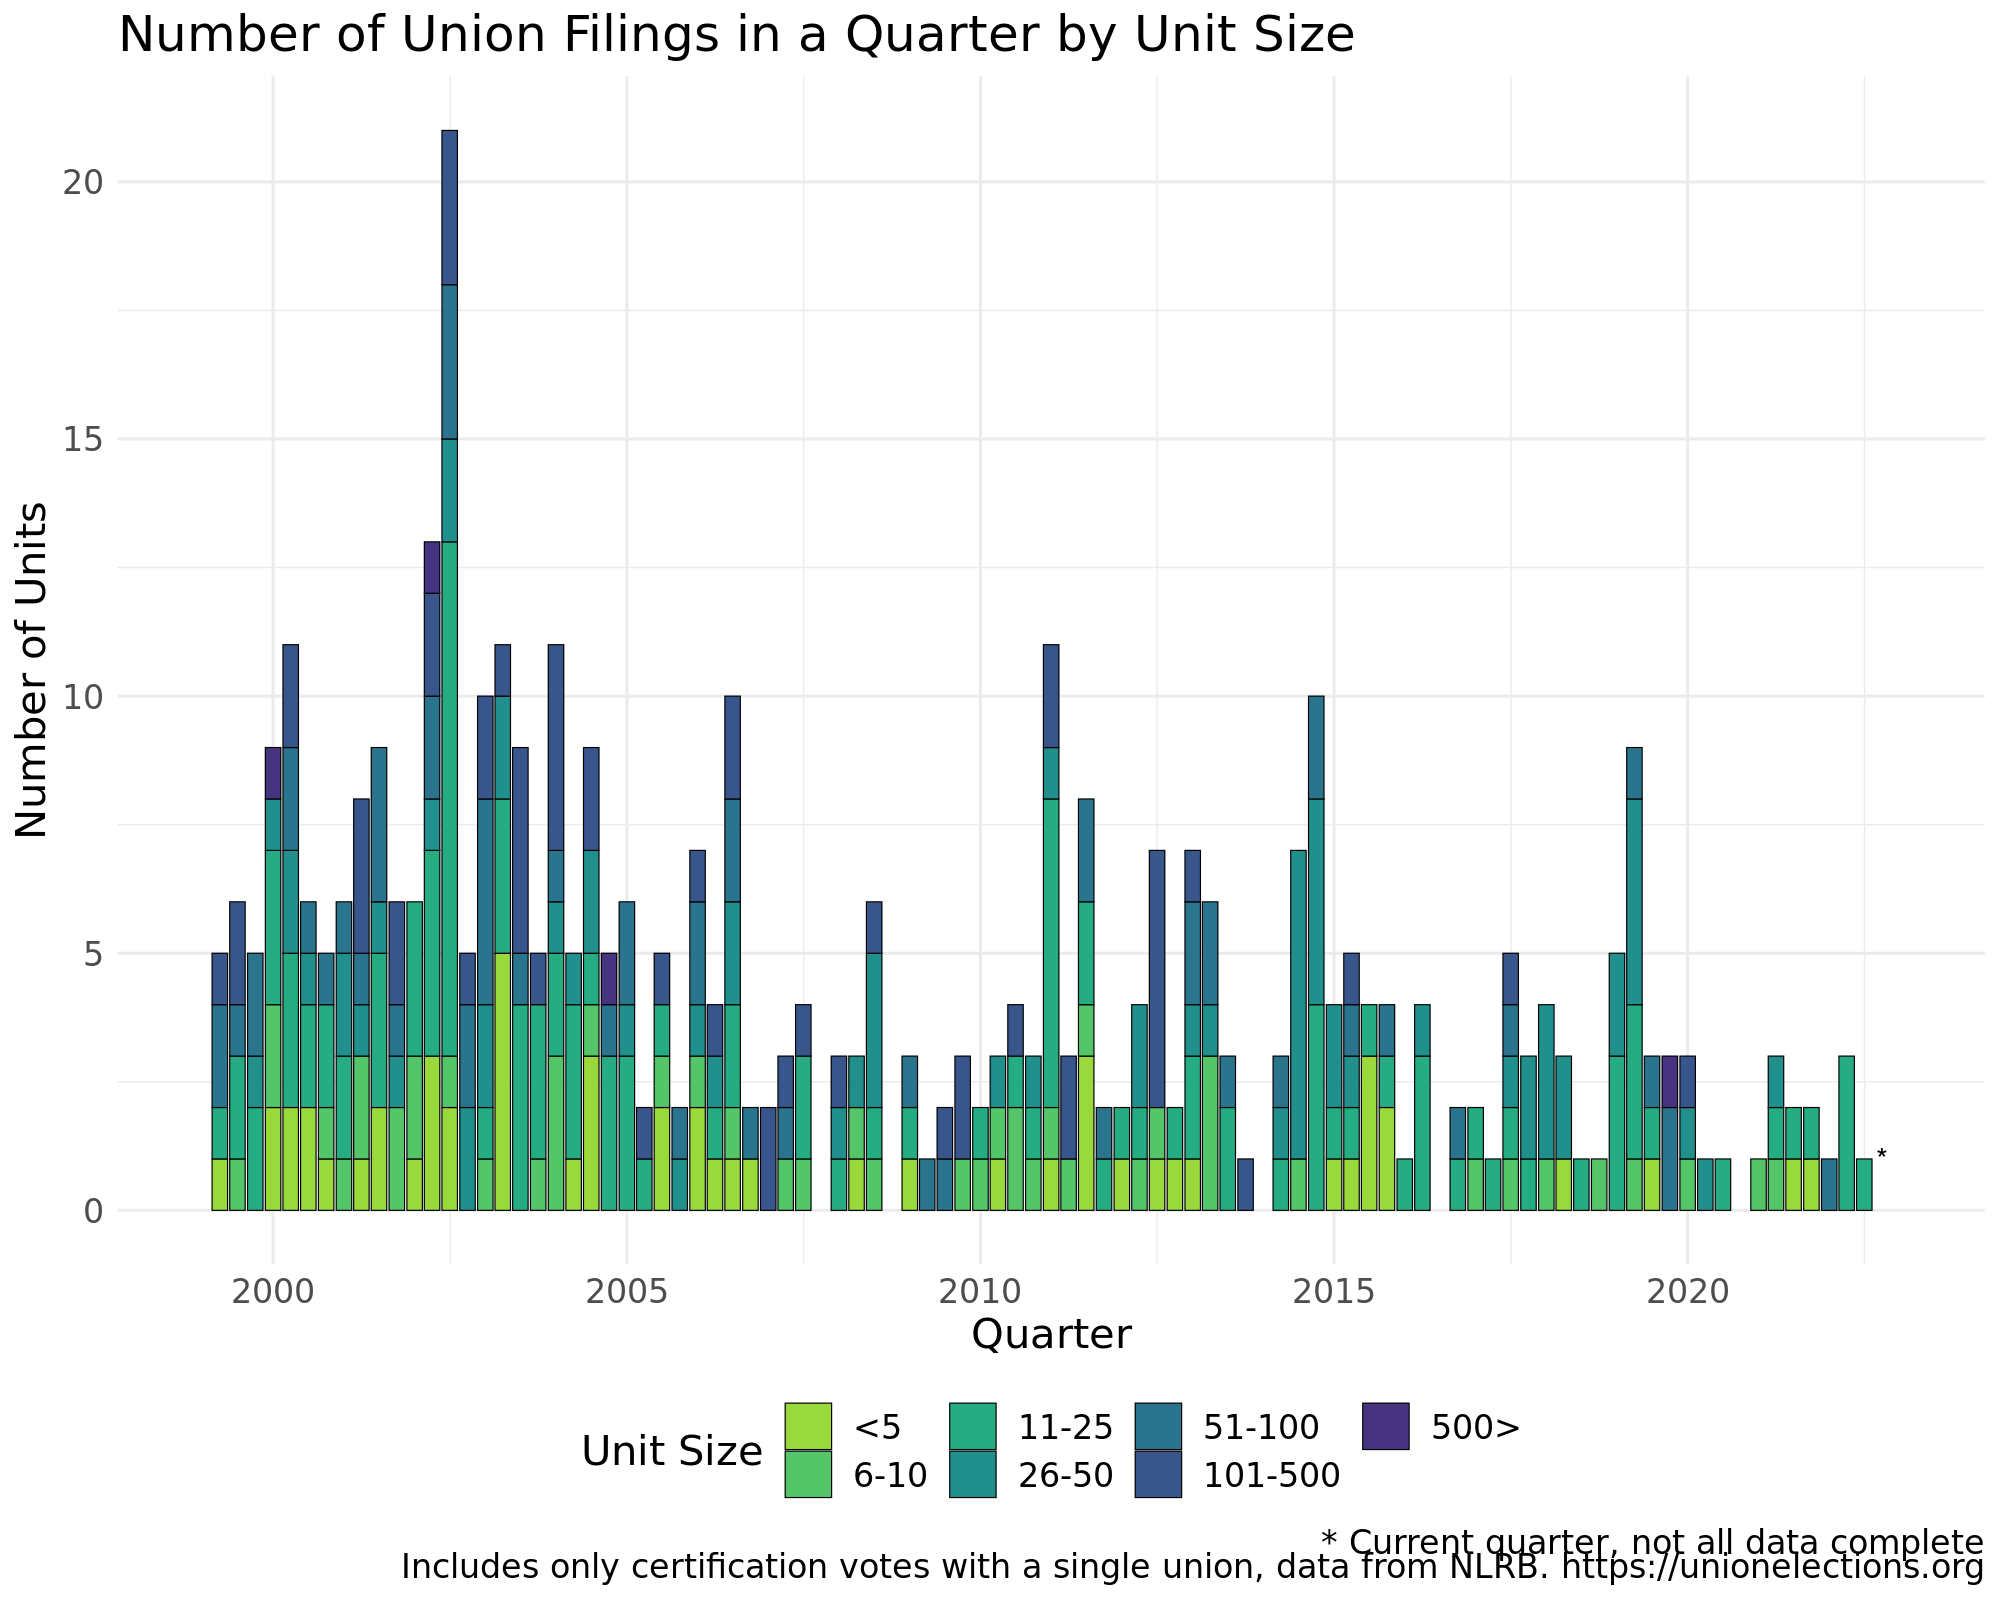 Number of Union Filings in a Quarter by Unit Size
Number of Units
20
15
10
5
0
*
2000 2005 2010 2015 2020
Quarter
Unit Size
<5 11-25 51-100 500>
6-10 26-50 101-500
* Current quarter, not all data complete
Includes only certification votes with a single union, data from NLRB. https://unionelections.org